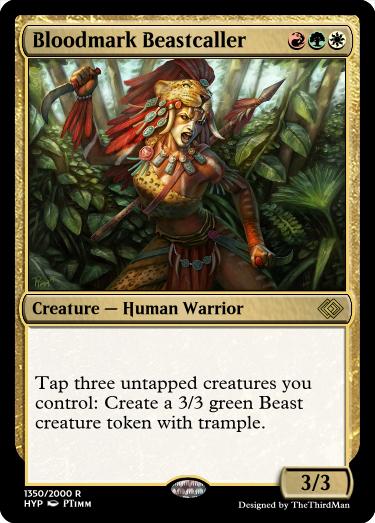 Bloodmark Beastcaller
Creature — Human Warrior
Tap three untapped creatures you
control: Create a 3/3 green Beast
creature token with trample.
3/3
1350/2000 R
HYP PTimm
Designed by TheThirdMan